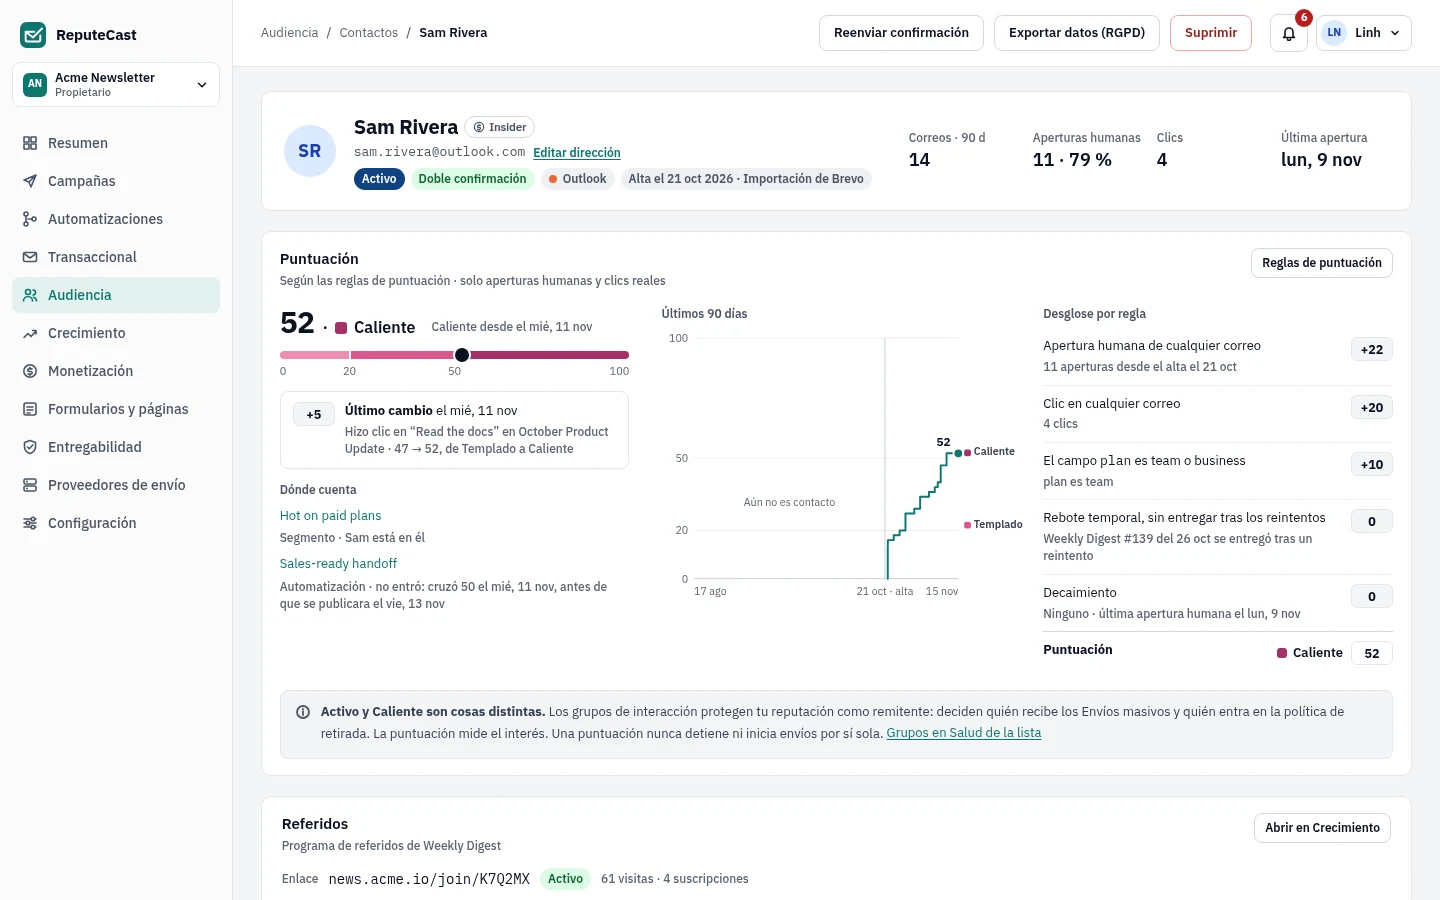 ReputeCast
AN
Acme Newsletter
Propietario
Resumen
Campañas
Automatizaciones
Transaccional
Audiencia
Crecimiento
Monetización
Formularios y páginas
Entregabilidad
Proveedores de envío
Configuración
Audiencia / Contactos / Sam Rivera
Reenviar confirmación
Exportar datos (RGPD)
Suprimir
6
LN
Linh
SR
Sam Rivera
Insider
sam.rivera@outlook.com Editar dirección
Activo
Doble confirmación
Outlook
Alta el 21 oct 2026 · Importación de Brevo
Correos · 90 d
14
Aperturas humanas
11 · 79 %
Clics
4
Última apertura
lun, 9 nov
Puntuación
Según las reglas de puntuación · solo aperturas humanas y clics reales
Reglas de puntuación
52 · Caliente Caliente desde el mié, 11 nov
0 20 50 100
+5
Último cambio el mié, 11 nov
Hizo clic en “Read the docs” en October Product
Update · 47 → 52, de Templado a Caliente
Dónde cuenta
Hot on paid plans
Segmento · Sam está en él
Sales-ready handoff
Automatización · no entró: cruzó 50 el mié, 11 nov, antes de
que se publicara el vie, 13 nov
Últimos 90 días
100
50
20
0
Aún no es contacto
52
Caliente
Templado
17 ago
21 oct · alta
15 nov
Desglose por regla
Apertura humana de cualquier correo
11 aperturas desde el alta el 21 oct
+22
Clic en cualquier correo
4 clics
+20
El campo plan es team o business
plan es team
+10
Rebote temporal, sin entregar tras los reintentos
Weekly Digest #139 del 26 oct se entregó tras un
reintento
0
Decaimiento
Ninguno · última apertura humana el lun, 9 nov
0
Puntuación
Caliente
52
Activo y Caliente son cosas distintas. Los grupos de interacción protegen tu reputación como remitente: deciden quién recibe los Envíos masivos y quién entra en la política de
retirada. La puntuación mide el interés. Una puntuación nunca detiene ni inicia envíos por sí sola. Grupos en Salud de la lista
Referidos
Programa de referidos de Weekly Digest
Abrir en Crecimiento
Enlace news.acme.io/join/K7Q2MX Activo 61 visitas · 4 suscripciones